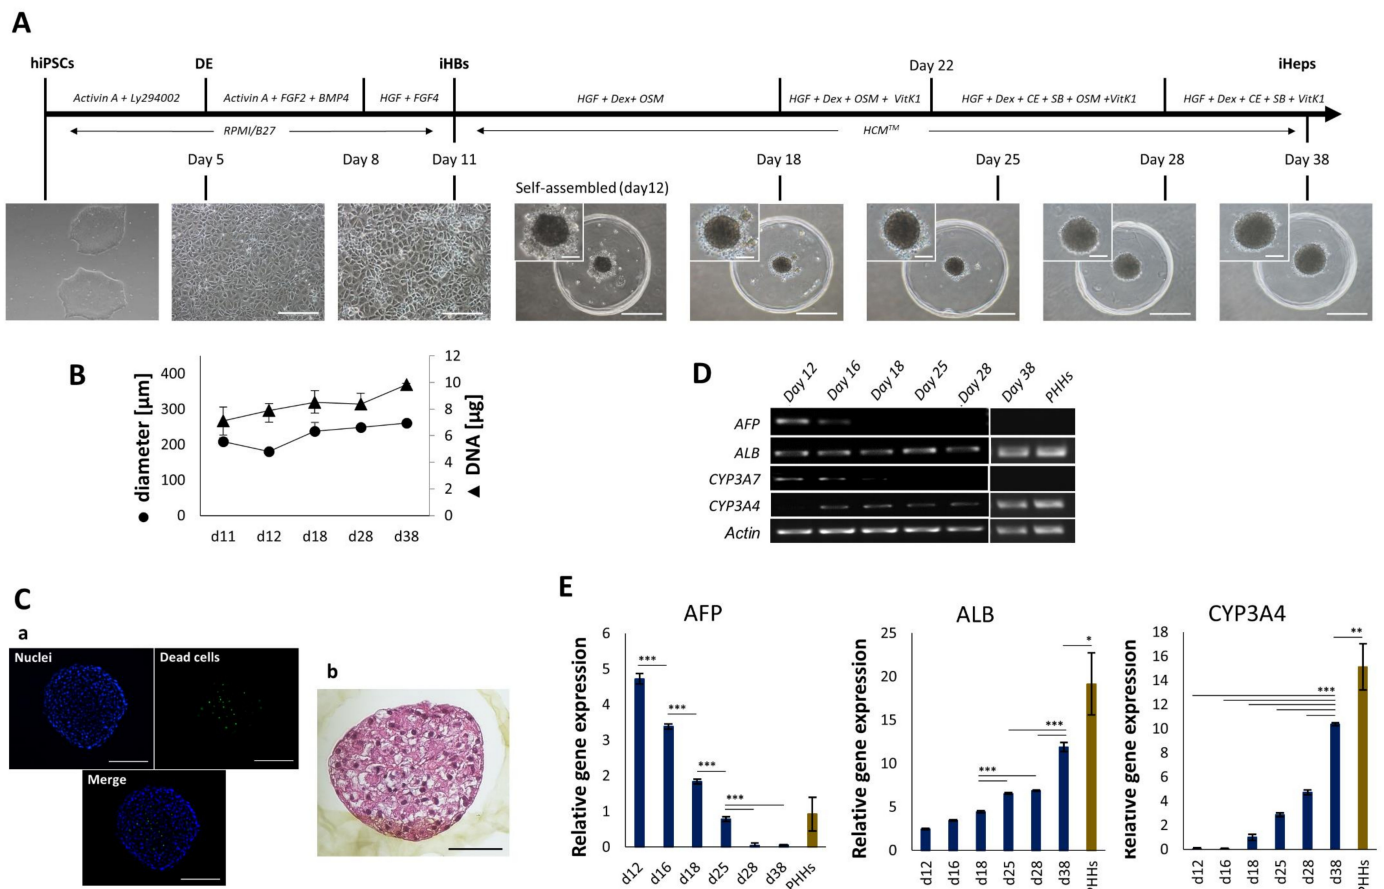 A
hiPSCs DE iHBs Day 22 iHeps
Activin A + Ly294002 Activin A + FGF2 + BMP4 HGF + FGF4 HGF + Dex+ OSM HGF + Dex + OSM + VitK1 HGF + Dex + CE + SB + OSM +VitK1 HGF + Dex + CE + SB + VitK1
RPMI/B27 HCM™
Day 5 Day 8 Day 11 Day 18 Day 25 Day 28 Day 38
Self-assembled (day12)
B
diameter [µm]
400
300
200
100
0
12
10
8
6
4
2
0
DNA [µg]
d11 d12 d18 d28 d38
C
a
Nuclei
Dead cells
Merge
b
D
Day 12 Day 16 Day 18 Day 25 Day 28 Day 38 PHHs
AFP
ALB
CYP3A7
CYP3A4
Actin
E
AFP
Relative gene expression
6
5
4
3
2
1
0
***
***
***
***
d12 d16 d18 d25 d28 d38 PHHs
ALB
Relative gene expression
25
20
15
10
5
0
*
***
***
d12 d16 d18 d25 d28 d38 PHHs
CYP3A4
Relative gene expression
18
16
14
12
10
8
6
4
2
0
**
***
d12 d16 d18 d25 d28 d38 PHHs